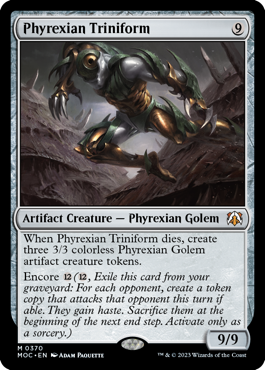 Phyrexian Triniform 9
Artifact Creature — Phyrexian Golem
When Phyrexian Triniform dies, create
three 3/3 colorless Phyrexian Golem
artifact creature tokens.
Encore 12 (12, Exile this card from your
graveyard: For each opponent, create a token
copy that attacks that opponent this turn if
able. They gain haste. Sacrifice them at the
beginning of the next end step. Activate only as
a sorcery.)
9/9
M 0370
MOC • EN ADAM PAQUETTE
™ & © 2023 Wizards of the Coast